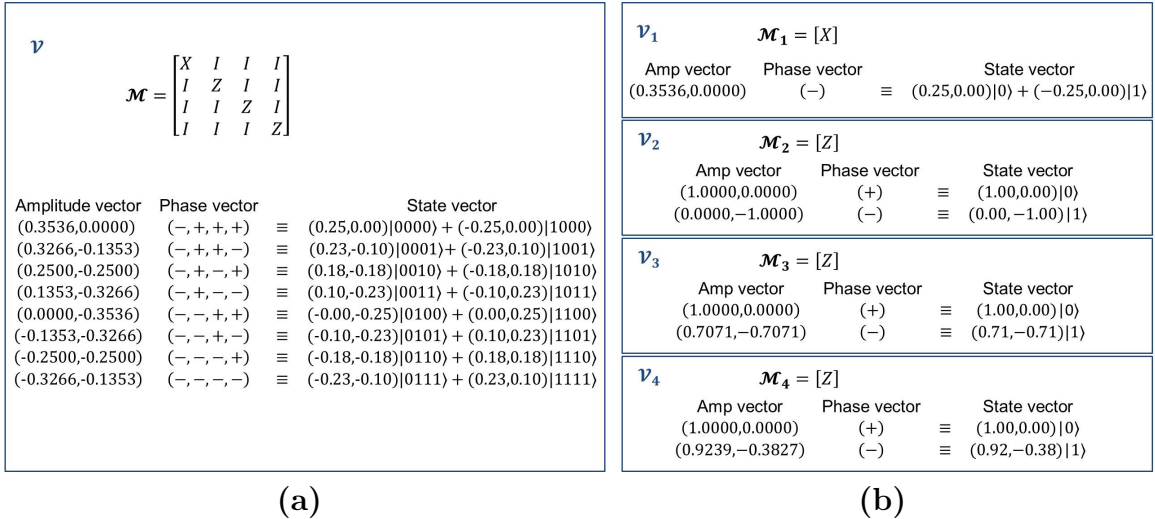 𝒱
X I I I
I Z I I
𝓜 =
I I Z I
I I I Z
Amplitude vector Phase vector State vector
(0.3536,0.0000) (−, +, +, +) ≡ (0.25,0.00)|0000⟩ + (-0.25,0.00)|1000⟩
(0.3266,-0.1353) (−, +, +, −) ≡ (0.23,-0.10)|0001⟩ + (-0.23,0.10)|1001⟩
(0.2500,-0.2500) (−, +, −, +) ≡ (0.18,-0.18)|0010⟩ + (-0.18,0.18)|1010⟩
(0.1353,-0.3266) (−, +, −, −) ≡ (0.10,-0.23)|0011⟩ + (-0.10,0.23)|1011⟩
(0.0000,-0.3536) (−, −, +, +) ≡ (-0.00,-0.25)|0100⟩ + (0.00,0.25)|1100⟩
(-0.1353,-0.3266) (−, −, +, −) ≡ (-0.10,-0.23)|0101⟩ + (0.10,0.23)|1101⟩
(-0.2500,-0.2500) (−, −, −, +) ≡ (-0.18,-0.18)|0110⟩ + (0.18,0.18)|1110⟩
(-0.3266,-0.1353) (−, −, −, −) ≡ (-0.23,-0.10)|0111⟩ + (0.23,0.10)|1111⟩
(a)
𝒱₁ 𝓜₁ = [X]
Amp vector Phase vector State vector
(0.3536,0.0000) (−) ≡ (0.25,0.00)|0⟩ + (−0.25,0.00)|1⟩
𝒱₂ 𝓜₂ = [Z]
Amp vector Phase vector State vector
(1.0000,0.0000) (+) ≡ (1.00,0.00)|0⟩
(0.0000,−1.0000) (−) ≡ (0.00, −1.00)|1⟩
𝒱₃ 𝓜₃ = [Z]
Amp vector Phase vector State vector
(1.0000,0.0000) (+) ≡ (1.00,0.00)|0⟩
(0.7071,−0.7071) (−) ≡ (0.71, −0.71)|1⟩
𝒱₄ 𝓜₄ = [Z]
Amp vector Phase vector State vector
(1.0000,0.0000) (+) ≡ (1.00,0.00)|0⟩
(0.9239,−0.3827) (−) ≡ (0.92, −0.38)|1⟩
(b)